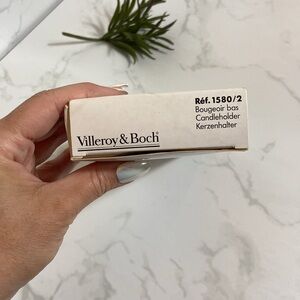 Villeroy & Boch
Réf. 1580/2
Bougeoir bas
Candleholder
Kerzenhalter